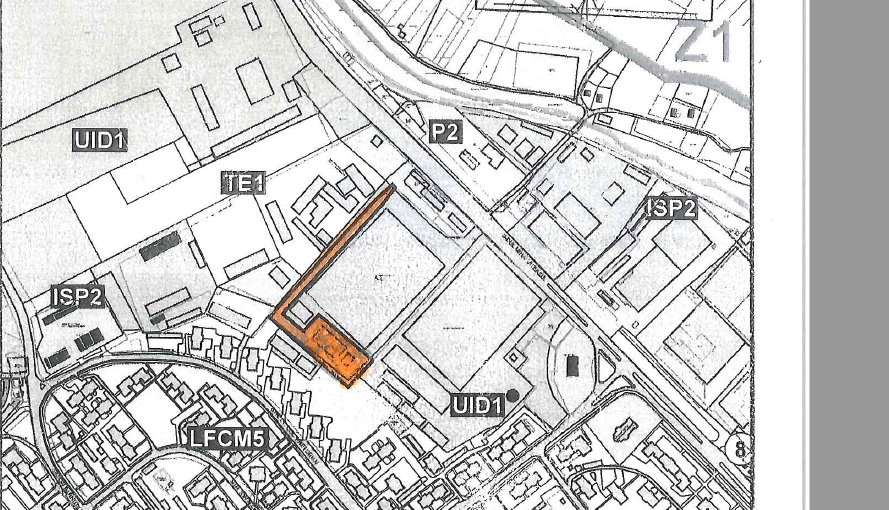 Z1
P2
UID1
TE1
ISP2
ISP2
UID1
LFCM5
8